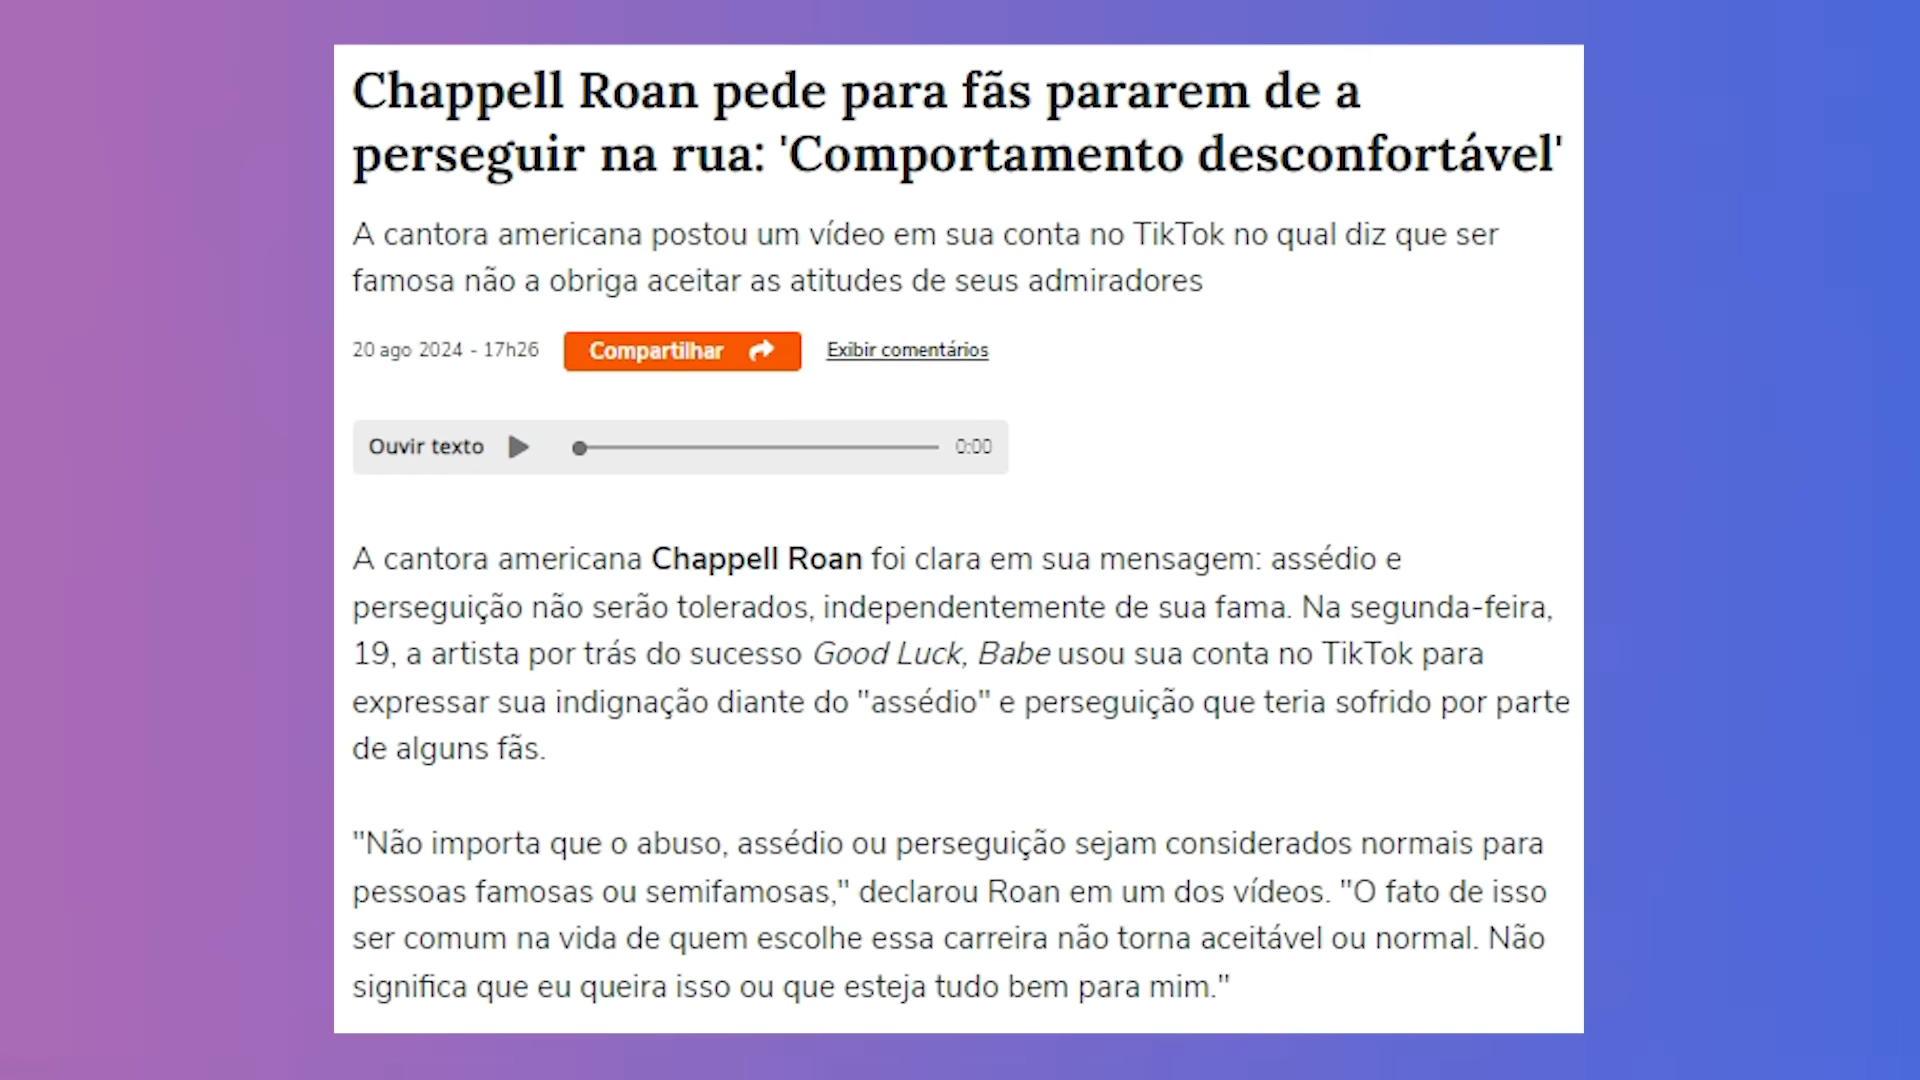 Chappell Roan pede para fãs pararem de a
perseguir na rua: 'Comportamento desconfortável'
A cantora americana postou um vídeo em sua conta no TikTok no qual diz que ser
famosa não a obriga aceitar as atitudes de seus admiradores
20 ago 2024 - 17h26 Compartilhar Exibir comentários
Ouvir texto 0:00
A cantora americana Chappell Roan foi clara em sua mensagem: assédio e
perseguição não serão tolerados, independentemente de sua fama. Na segunda-feira,
19, a artista por trás do sucesso Good Luck, Babe usou sua conta no TikTok para
expressar sua indignação diante do "assédio" e perseguição que teria sofrido por parte
de alguns fãs.
"Não importa que o abuso, assédio ou perseguição sejam considerados normais para
pessoas famosas ou semifamosas," declarou Roan em um dos vídeos. "O fato de isso
ser comum na vida de quem escolhe essa carreira não torna aceitável ou normal. Não
significa que eu queira isso ou que esteja tudo bem para mim."